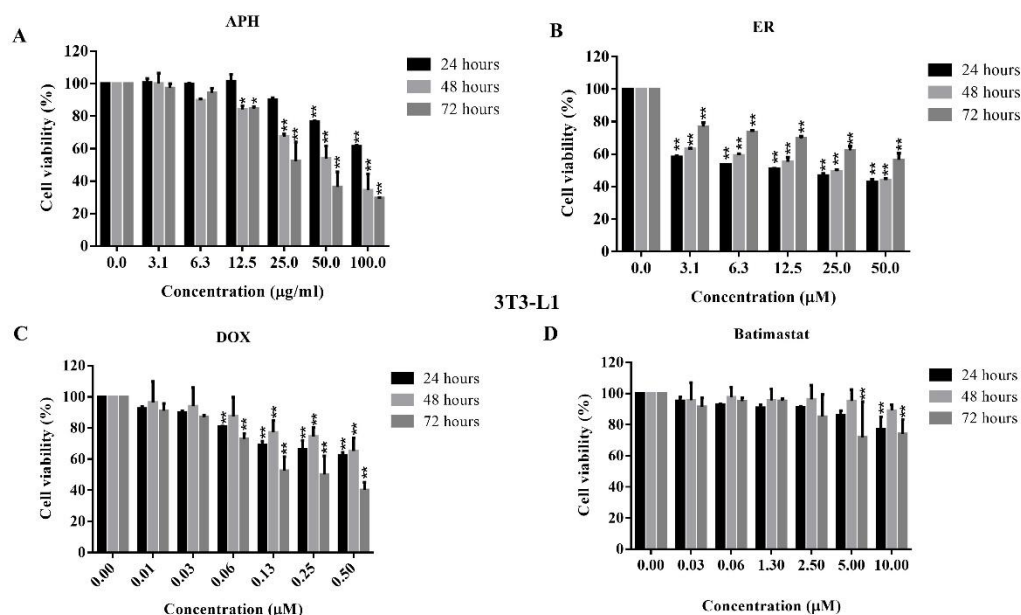 A
APH
Cell viability (%)
120
100
80
60
40
20
0
24 hours
48 hours
72 hours
* *
** **
** ** **
** ** **
0.0 3.1 6.3 12.5 25.0 50.0 100.0
Concentration (µg/ml)
B
ER
Cell viability (%)
120
100
80
60
40
20
0
24 hours
48 hours
72 hours
** ** **
** ** **
** ** **
** ** **
** ** **
0.0 3.1 6.3 12.5 25.0 50.0
Concentration (µM)
3T3-L1
C
DOX
Cell viability (%)
120
100
80
60
40
20
0
24 hours
48 hours
72 hours
** **
** ** **
** ** **
** ** **
0.00 0.01 0.03 0.06 0.13 0.25 0.50
Concentration (µM)
D
Batimastat
Cell viability (%)
120
100
80
60
40
20
0
24 hours
48 hours
72 hours
**
** **
0.00 0.03 0.06 1.30 2.50 5.00 10.00
Concentration (µM)